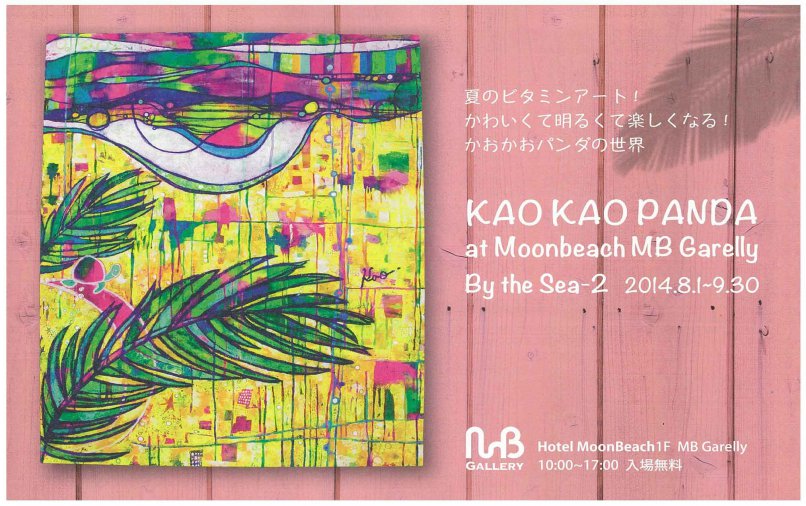 夏のビタミンアート!
かわいくて明るくて楽しくなる!
かおかおパンダの世界
KAO KAO PANDA
at Moonbeach MB Garelly
By the Sea-2 2014.8.1~9.30
MB
GALLERY
Hotel MoonBeach1F MB Garelly
10:00~17:00 入場無料